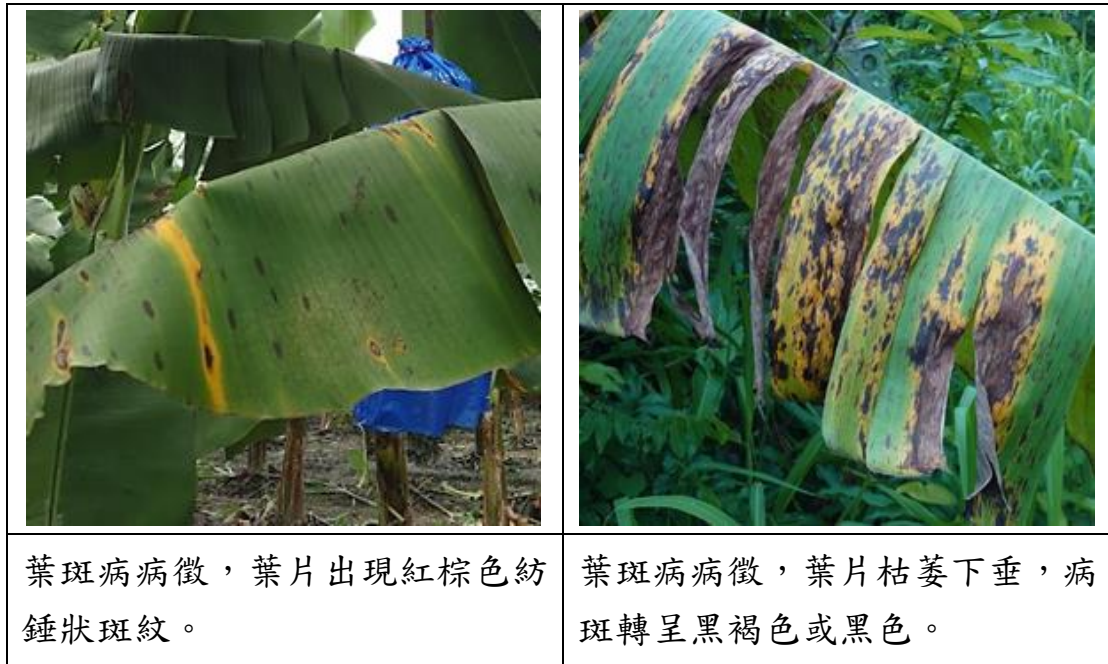 葉斑病病徵，葉片出現紅棕色紡
錘狀斑紋。
葉斑病病徵，葉片枯萎下垂，病
斑轉呈黑褐色或黑色。